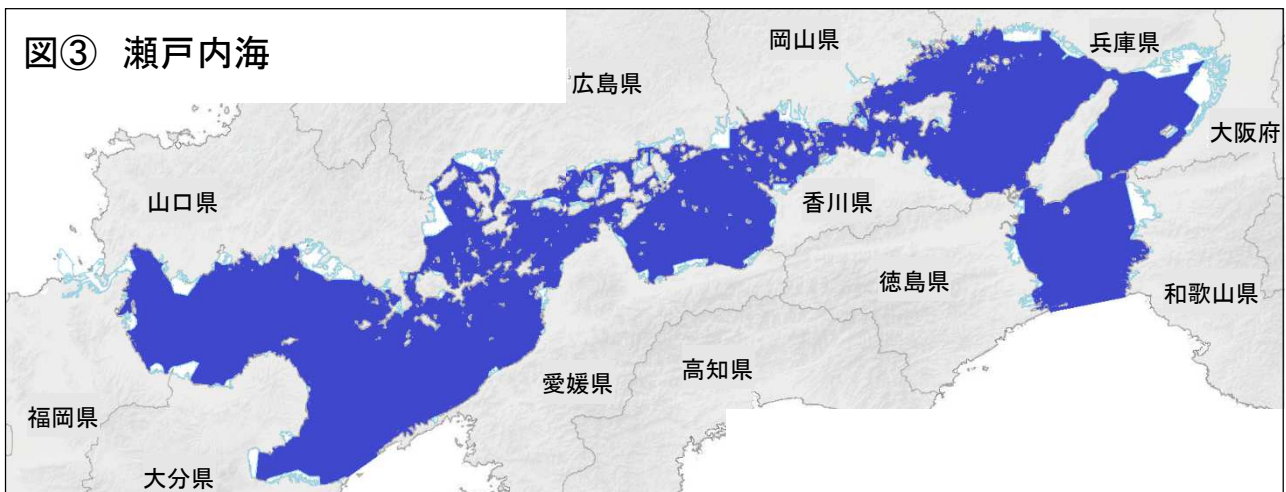 図③ 瀬戸内海
岡山県
兵庫県
広島県
大阪府
山口県
香川県
徳島県
和歌山県
愛媛県
高知県
福岡県
大分県